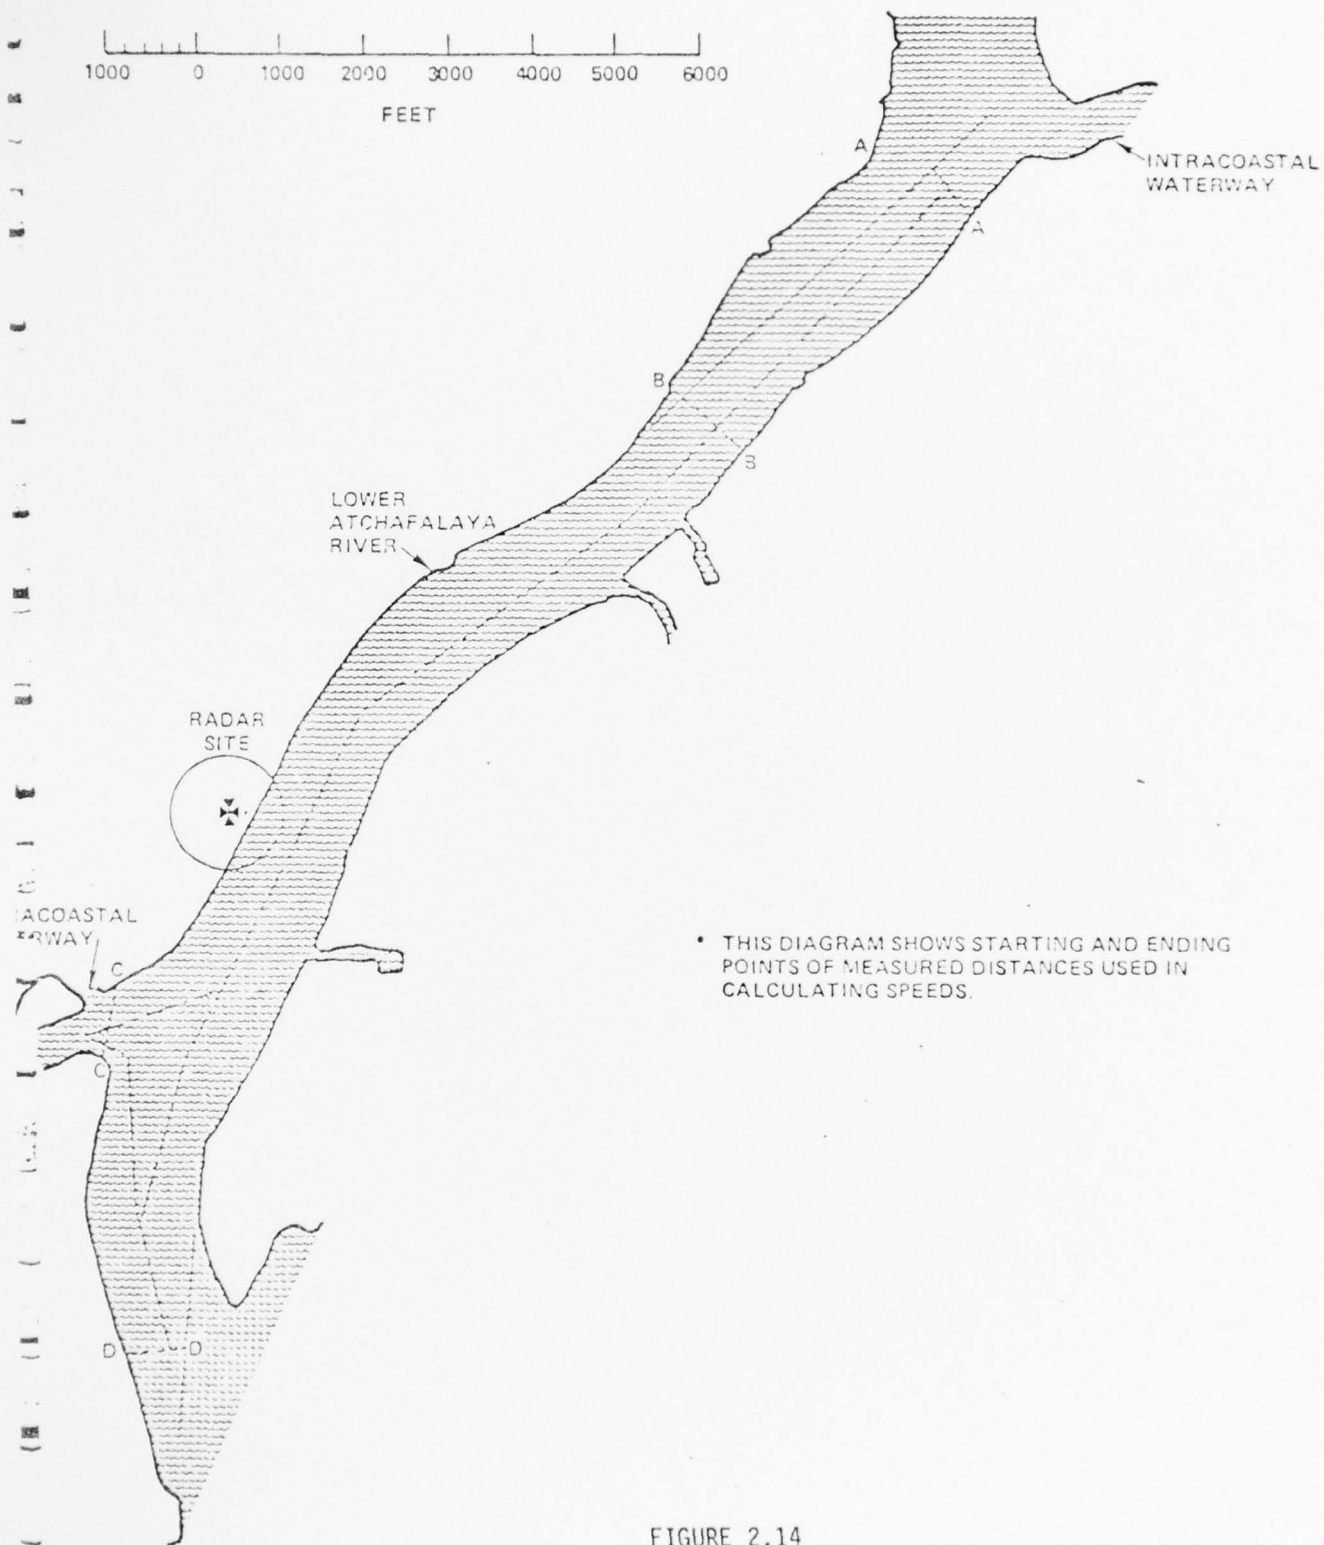 1000 0 1000 2000 3000 4000 5000 6000
FEET
A
INTRACOASTAL
WATERWAY
A
B
B
LOWER
ATCHAFALAYA
RIVER
RADAR
SITE
ACOASTAL
RWAY
C
• THIS DIAGRAM SHOWS STARTING AND ENDING
POINTS OF MEASURED DISTANCES USED IN
CALCULATING SPEEDS.
C
D D
FIGURE 2.14